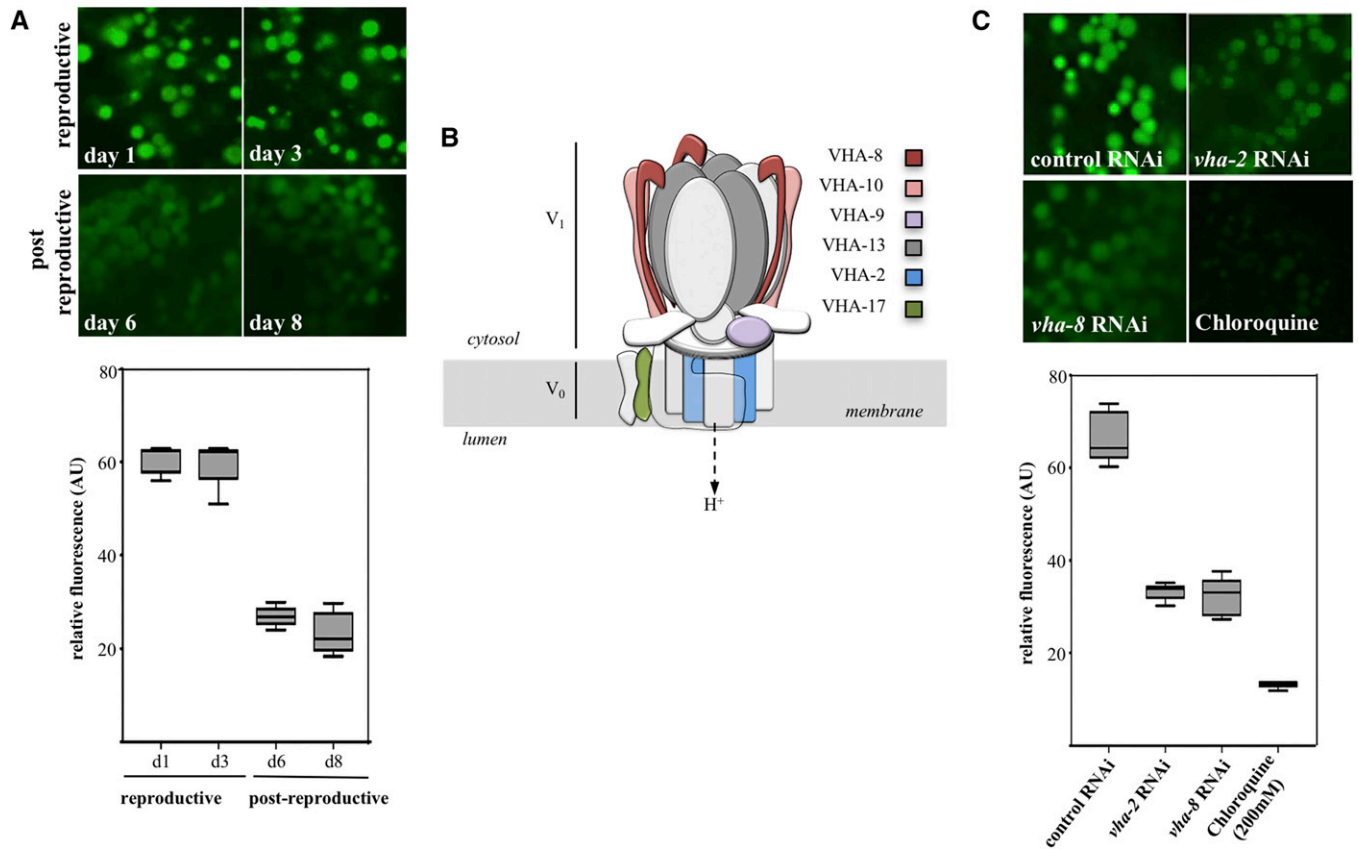 A
reproductive
day 1
day 3
post
reproductive
day 6
day 8
relative fluorescence (AU)
80
60
40
20
d1
d3
d6
d8
reproductive
post-reproductive
B
V1
V0
cytosol
membrane
lumen
H+
VHA-8
VHA-10
VHA-9
VHA-13
VHA-2
VHA-17
C
control RNAi
vha-2 RNAi
vha-8 RNAi
Chloroquine
relative fluorescence (AU)
80
60
40
20
control RNAi
vha-2 RNAi
vha-8 RNAi
Chloroquine
(200mM)